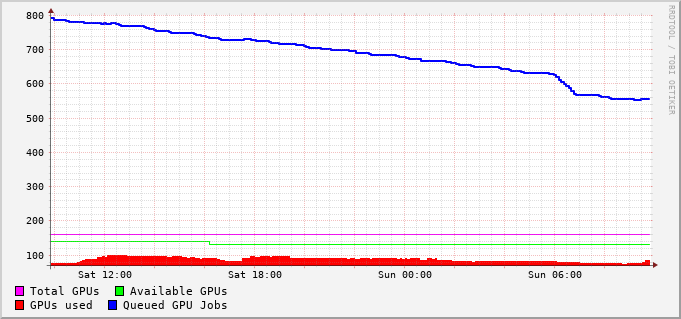 800
700
600
500
400
300
200
100
Sat 12:00 Sat 18:00 Sun 00:00 Sun 06:00
Total GPUs Available GPUs
GPUs used Queued GPU Jobs
RRDTOOL / TOBI OETIKER